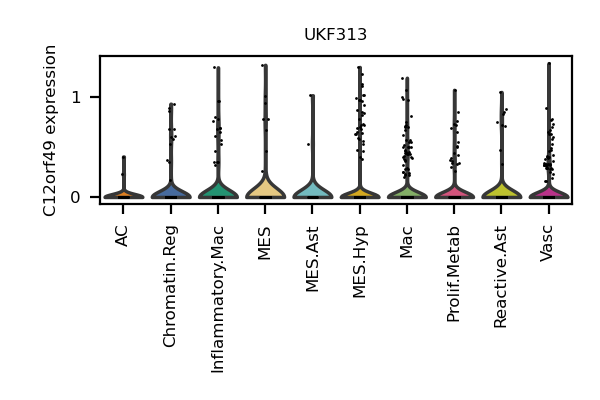 UKF313
C12orf49 expression
1
0
AC
Chromatin.Reg
Inflammatory.Mac
MES
MES.Ast
MES.Hyp
Mac
Prolif.Metab
Reactive.Ast
Vasc